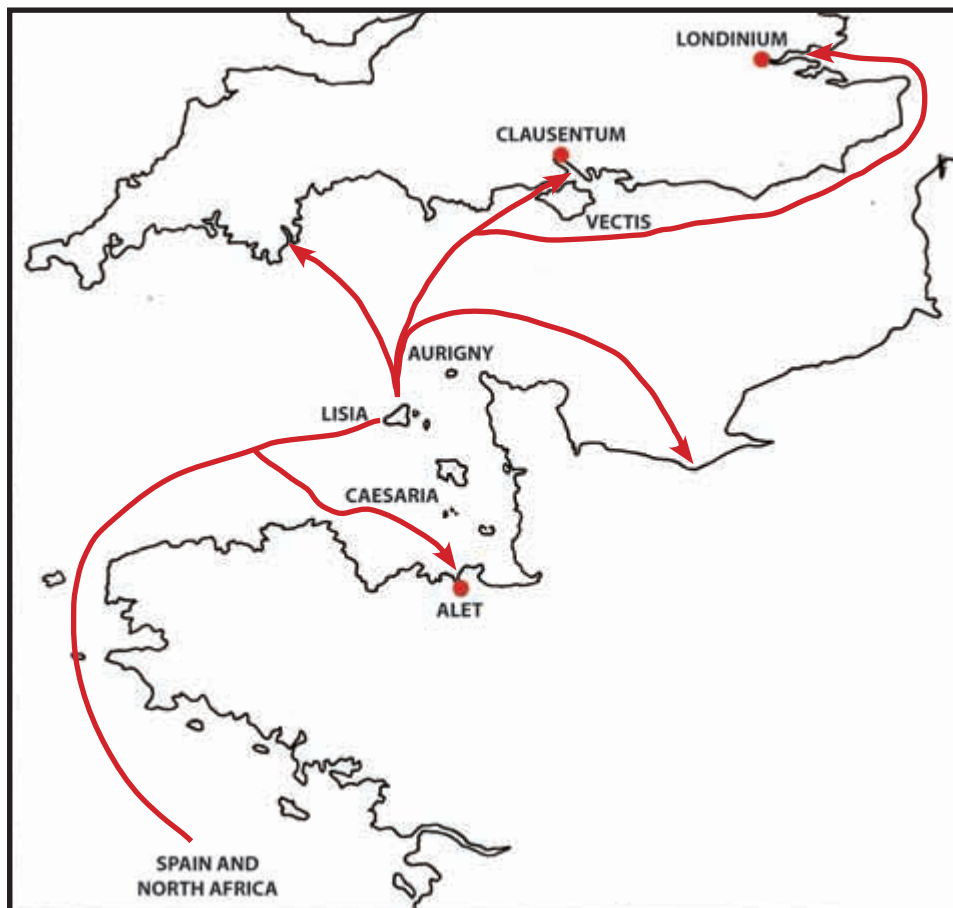 LONDINIUM
CLAUSENTUM
VECTIS
AURIGNY
LISIA
CAESARIA
ALET
SPAIN AND
NORTH AFRICA